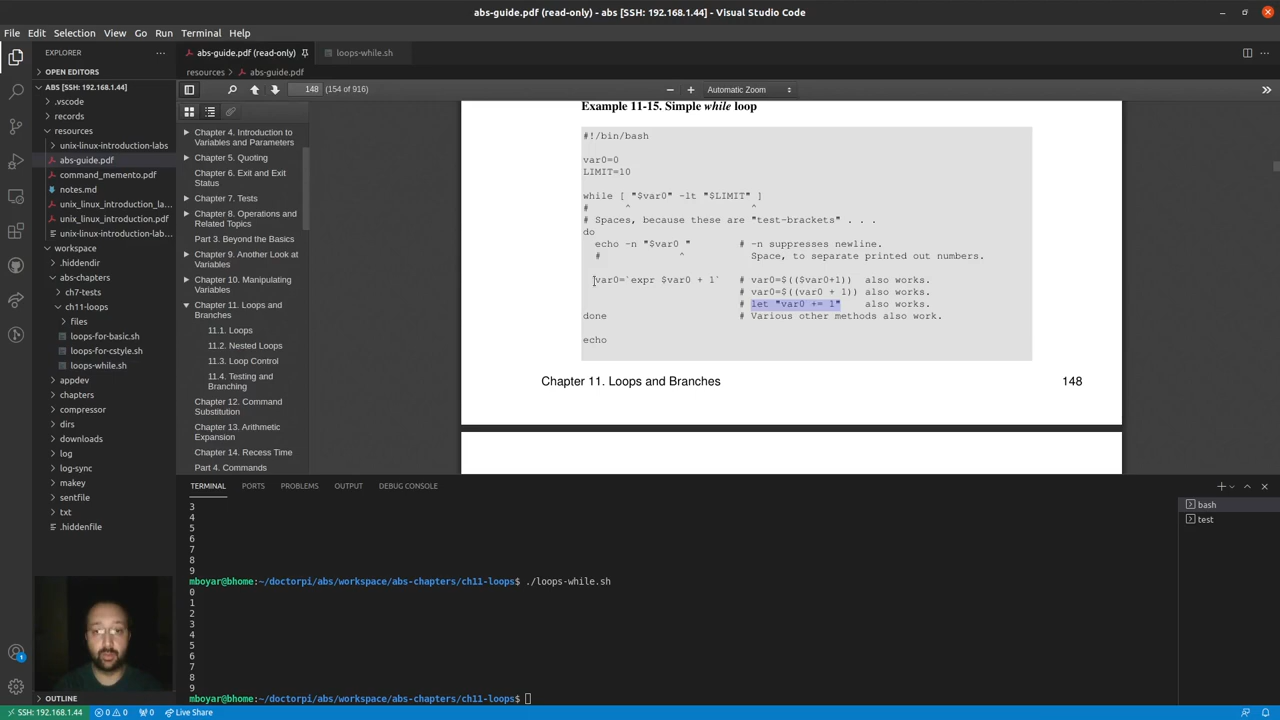 abs-guide.pdf (read-only) - abs [SSH: 192.168.1.44] - Visual Studio Code
File Edit Selection View Go Run Terminal Help
EXPLORER
abs-guide.pdf (read-only)
loops-while.sh
OPEN EDITORS
resources > abs-guide.pdf
ABS [SSH: 192.168.1.44]
.vscode
records
resources
unix-linux-introduction-labs
abs-guide.pdf
command_memento.pdf
notes.md
unix_linux_introduction_la...
unix_linux_introduction.pdf
unix-linux-introduction-lab...
workspace
.hiddendir
abs-chapters
ch7-tests
ch11-loops
files
loops-for-basic.sh
loops-for-cstyle.sh
loops-while.sh
appdev
chapters
compressor
dirs
downloads
log
log-sync
makey
sentfile
txt
.hiddenfile
OUTLINE
148 (154 of 916)
Automatic Zoom
Chapter 4. Introduction to
Variables and Parameters
Chapter 5. Quoting
Chapter 6. Exit and Exit
Status
Chapter 7. Tests
Chapter 8. Operations and
Related Topics
Part 3. Beyond the Basics
Chapter 9. Another Look at
Variables
Chapter 10. Manipulating
Variables
Chapter 11. Loops and
Branches
11.1. Loops
11.2. Nested Loops
11.3. Loop Control
11.4. Testing and
Branching
Chapter 12. Command
Substitution
Chapter 13. Arithmetic
Expansion
Chapter 14. Recess Time
Part 4. Commands
Example 11-15. Simple while loop
#!/bin/bash
var0=0
LIMIT=10
while [ "$var0" -lt "$LIMIT" ]
#      ^                    ^
# Spaces, because these are "test-brackets" . . .
do
echo -n "$var0 "        # -n suppresses newline.
#             ^           Space, to separate printed out numbers.
var0=`expr $var0 + 1`   # var0=$(($var0+1))  also works.
# var0=$((var0 + 1)) also works.
# let "var0 += 1"    also works.
done                      # Various other methods also work.
echo
Chapter 11. Loops and Branches 148
TERMINAL PORTS PROBLEMS OUTPUT DEBUG CONSOLE
bash
test
3
4
5
6
7
8
9
mboyar@bhome:~/doctorpi/abs/workspace/abs-chapters/ch11-loops$ ./loops-while.sh
0
1
2
3
4
5
6
7
8
9
mboyar@bhome:~/doctorpi/abs/workspace/abs-chapters/ch11-loops$
1
SSH: 192.168.1.44 0 0 0 Live Share